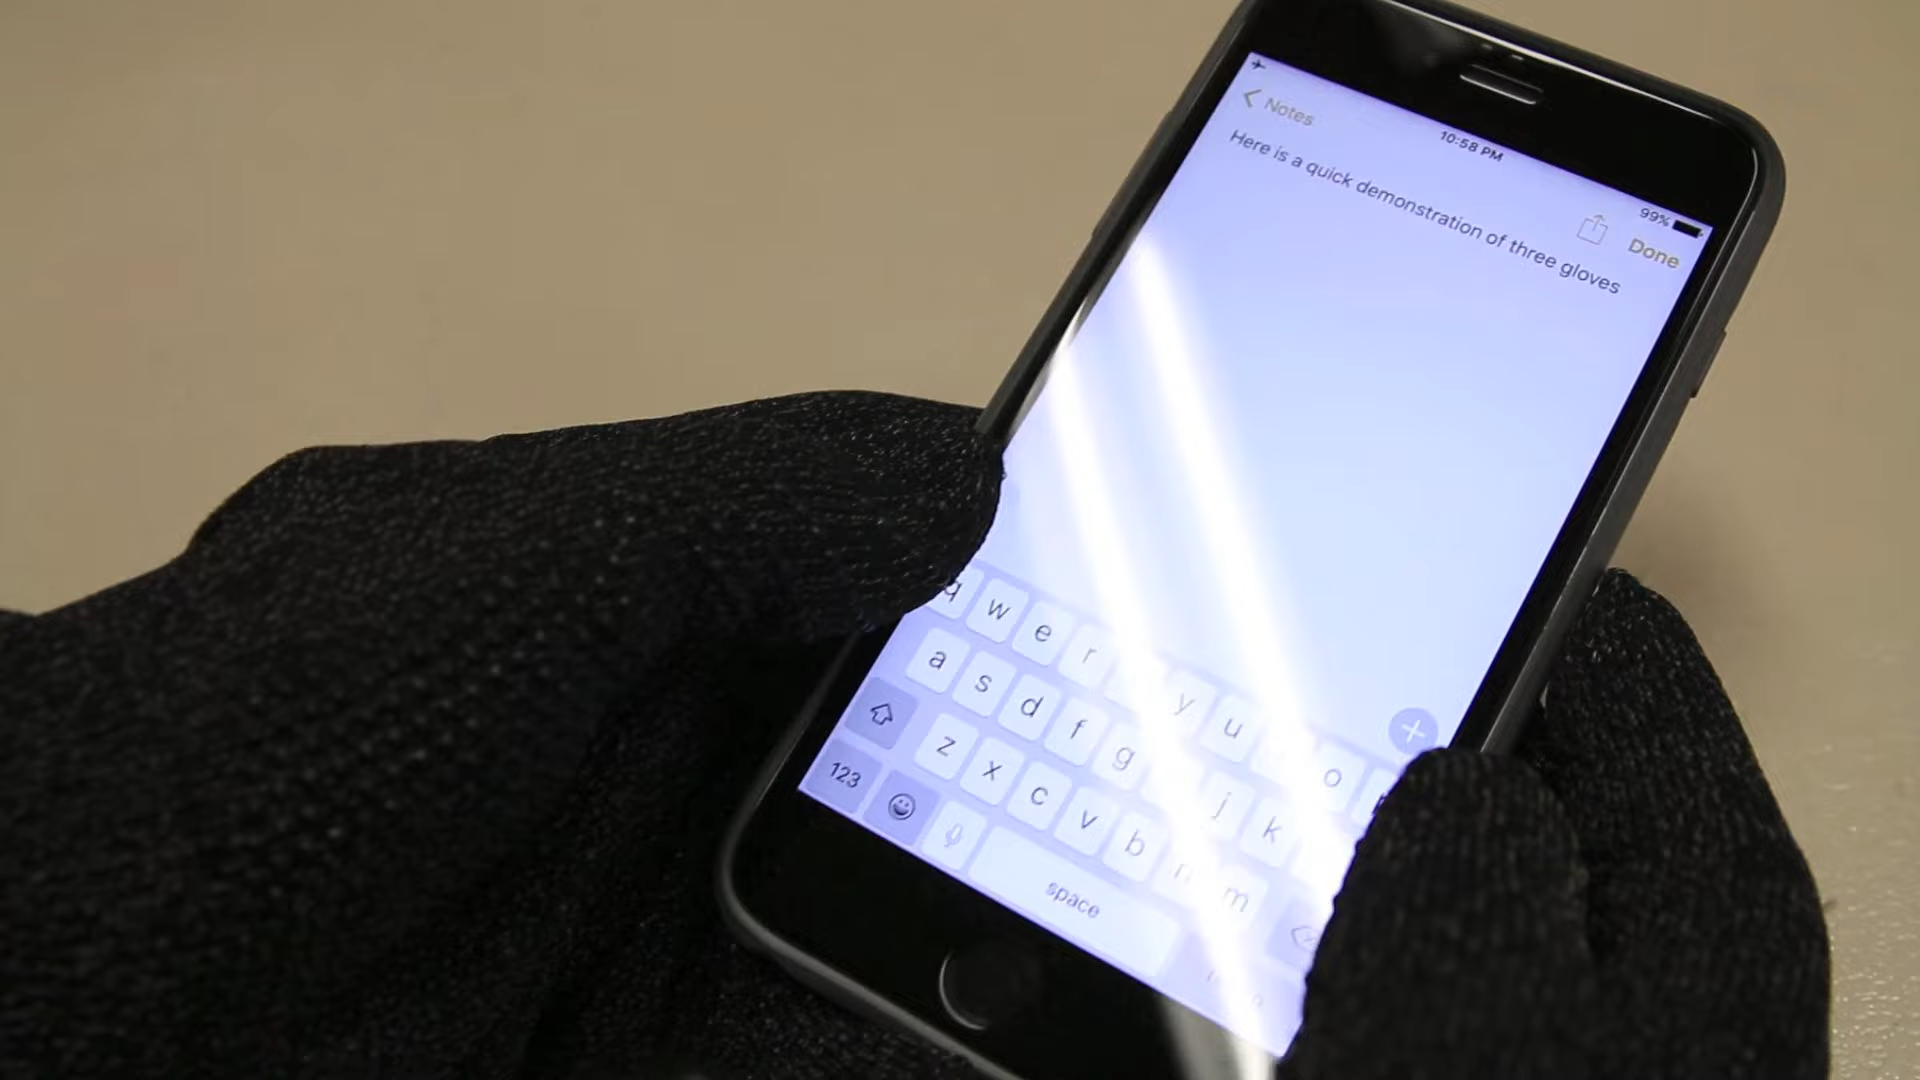 Notes
10:58 PM
99%
Done
Here is a quick demonstration of three gloves
q w e r y u o
a s d f g j k
z x c v b n m
123
space